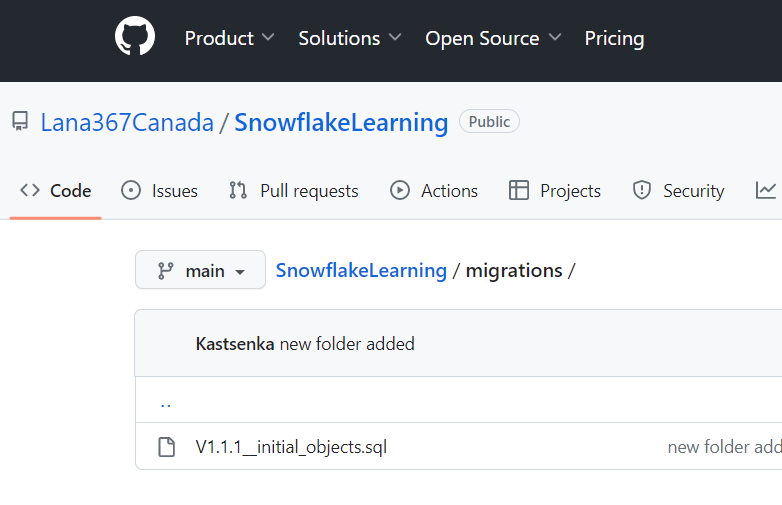 Product Solutions Open Source Pricing
Lana367Canada / SnowflakeLearning Public
Code Issues Pull requests Actions Projects Security
main SnowflakeLearning / migrations /
Kastsenka new folder added
..
V1.1.1__initial_objects.sql new folder add